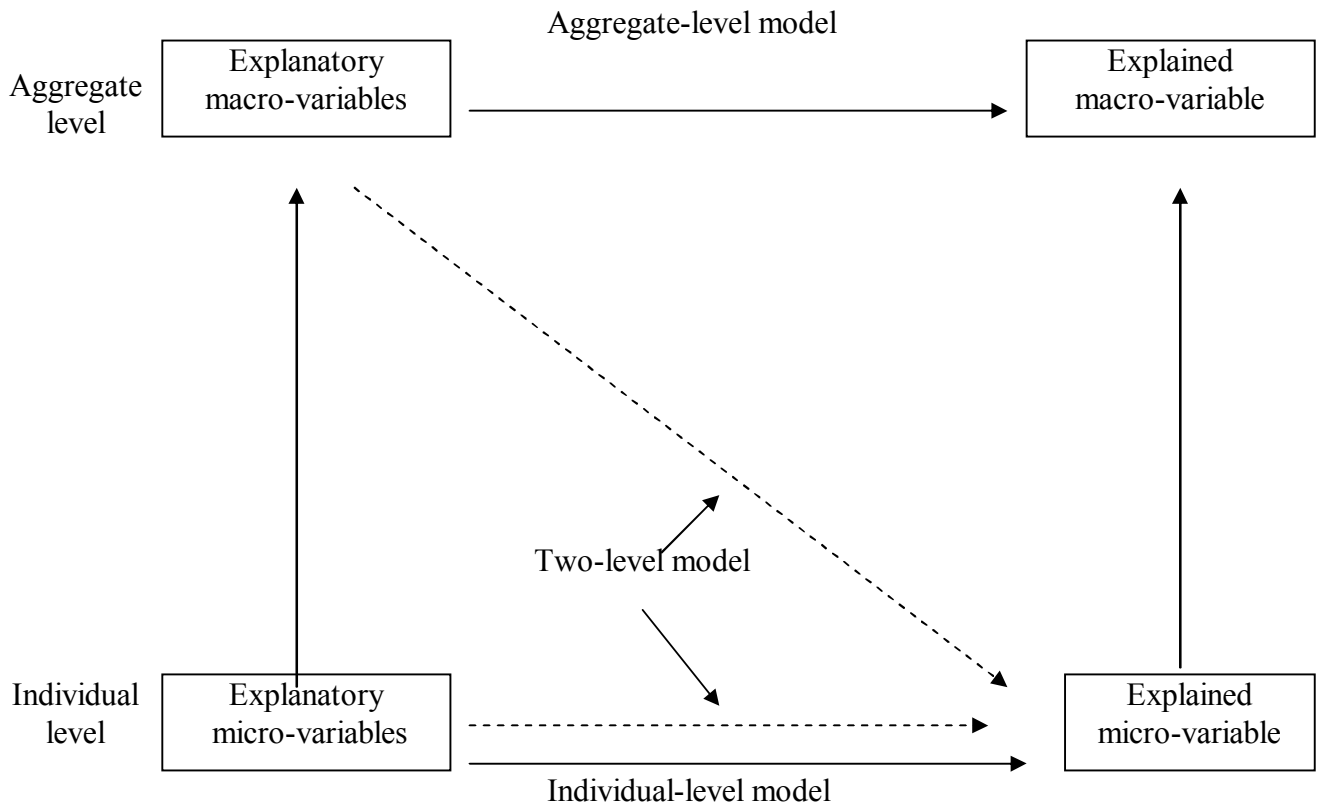 Aggregate-level model
Aggregate
level
Explanatory
macro-variables
Explained
macro-variable
Two-level model
Individual
level
Explanatory
micro-variables
Explained
micro-variable
Individual-level model